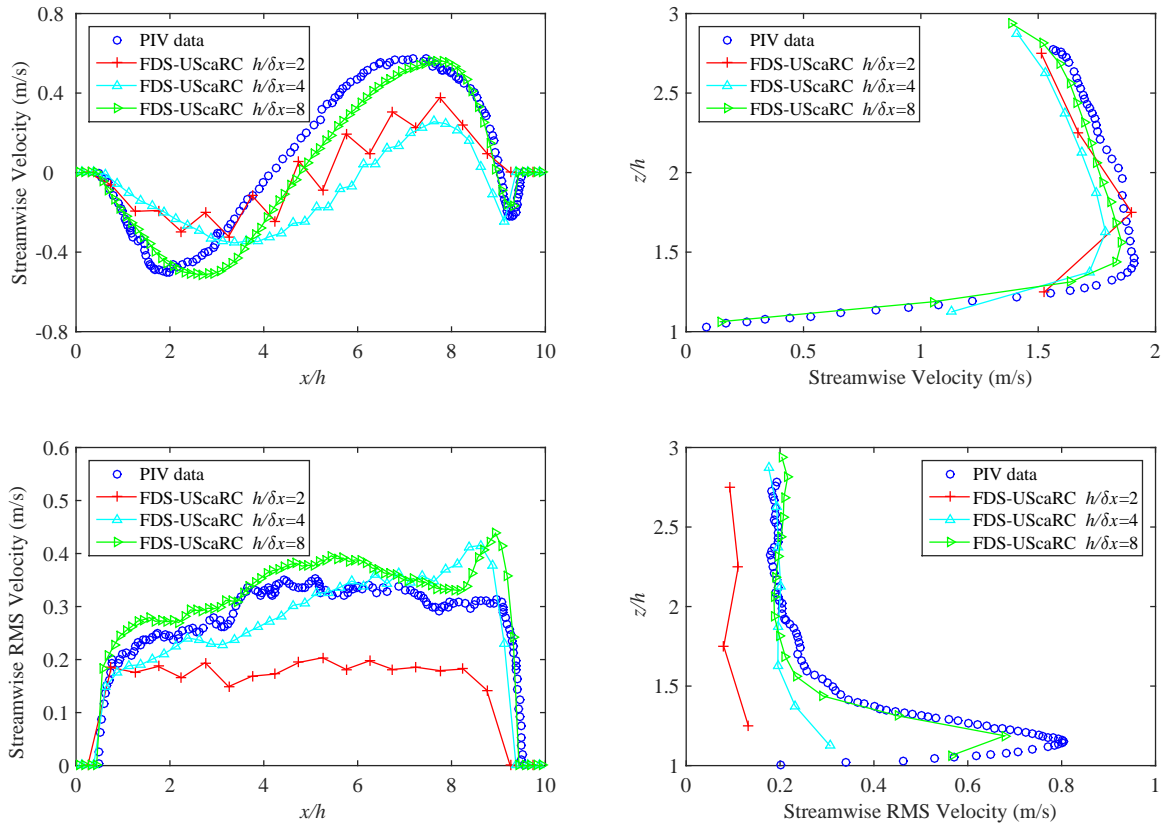 0.8
0.4
0
-0.4
-0.8
Streamwise Velocity (m/s)
PIV data
FDS-UScaRC h/δx=2
FDS-UScaRC h/δx=4
FDS-UScaRC h/δx=8
0 2 4 6 8 10
x/h
3
2.5
2
1.5
1
z/h
PIV data
FDS-UScaRC h/δx=2
FDS-UScaRC h/δx=4
FDS-UScaRC h/δx=8
0 0.5 1 1.5 2
Streamwise Velocity (m/s)
0.6
0.5
0.4
0.3
0.2
0.1
0
Streamwise RMS Velocity (m/s)
PIV data
FDS-UScaRC h/δx=2
FDS-UScaRC h/δx=4
FDS-UScaRC h/δx=8
0 2 4 6 8 10
x/h
3
2.5
2
1.5
1
z/h
PIV data
FDS-UScaRC h/δx=2
FDS-UScaRC h/δx=4
FDS-UScaRC h/δx=8
0 0.2 0.4 0.6 0.8 1
Streamwise RMS Velocity (m/s)